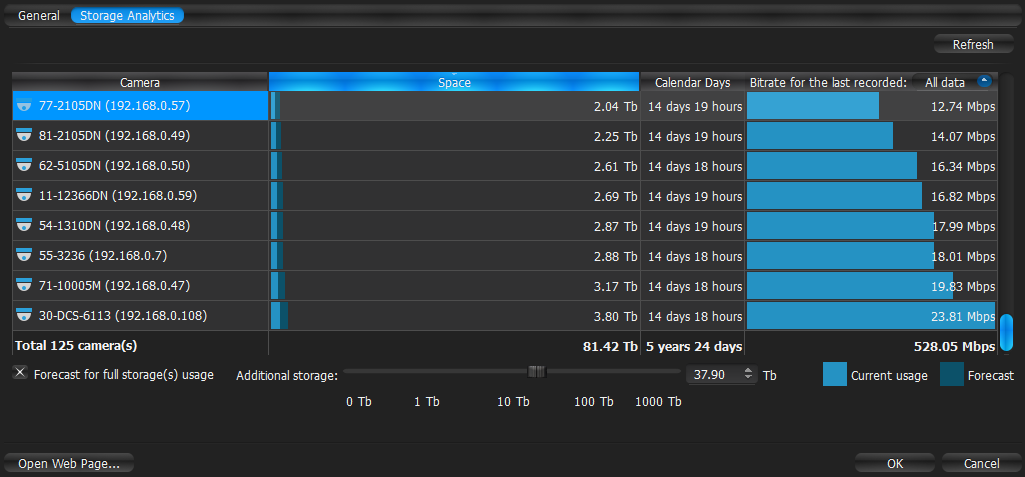 General Storage Analytics
Refresh
Camera Space Calendar Days Bitrate for the last recorded: All data
77-2105DN (192.168.0.57) 2.04 Tb 14 days 19 hours 12.74 Mbps
81-2105DN (192.168.0.49) 2.25 Tb 14 days 19 hours 14.07 Mbps
62-5105DN (192.168.0.50) 2.61 Tb 14 days 18 hours 16.34 Mbps
11-12366DN (192.168.0.59) 2.69 Tb 14 days 19 hours 16.82 Mbps
54-1310DN (192.168.0.48) 2.87 Tb 14 days 19 hours 17.99 Mbps
55-3236 (192.168.0.7) 2.88 Tb 14 days 19 hours 18.01 Mbps
71-10005M (192.168.0.47) 3.17 Tb 14 days 18 hours 19.83 Mbps
30-DCS-6113 (192.168.0.108) 3.80 Tb 14 days 18 hours 23.81 Mbps
Total 125 camera(s) 81.42 Tb 5 years 24 days 528.05 Mbps
Forecast for full storage(s) usage Additional storage: 37.90 Tb Current usage Forecast
0 Tb 1 Tb 10 Tb 100 Tb 1000 Tb
Open Web Page... OK Cancel